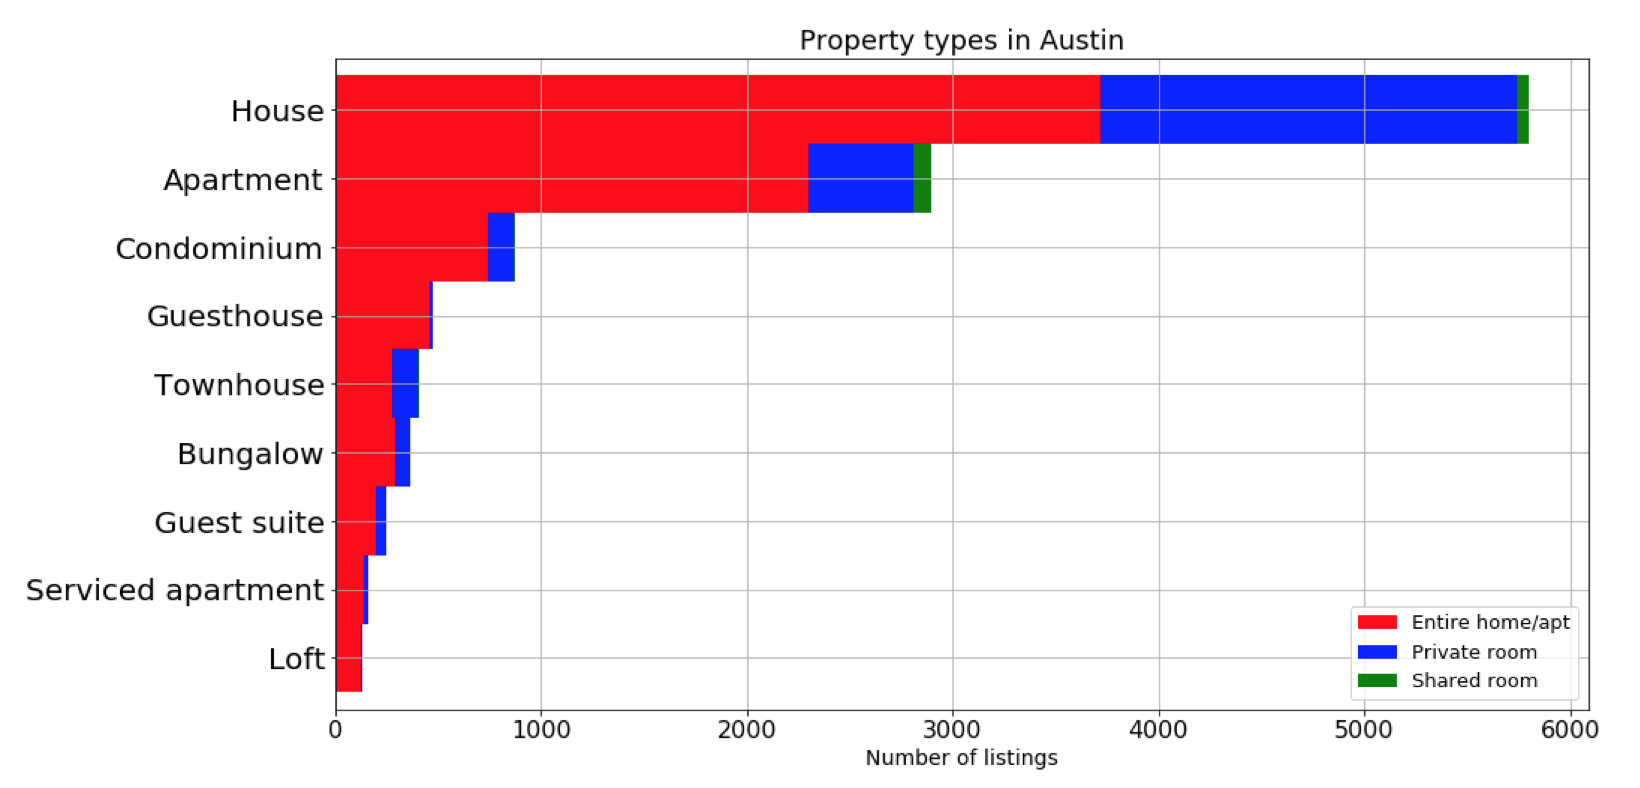 Property types in Austin
House
Apartment
Condominium
Guesthouse
Townhouse
Bungalow
Guest suite
Serviced apartment
Loft
Entire home/apt
Private room
Shared room
0 1000 2000 3000 4000 5000 6000
Number of listings